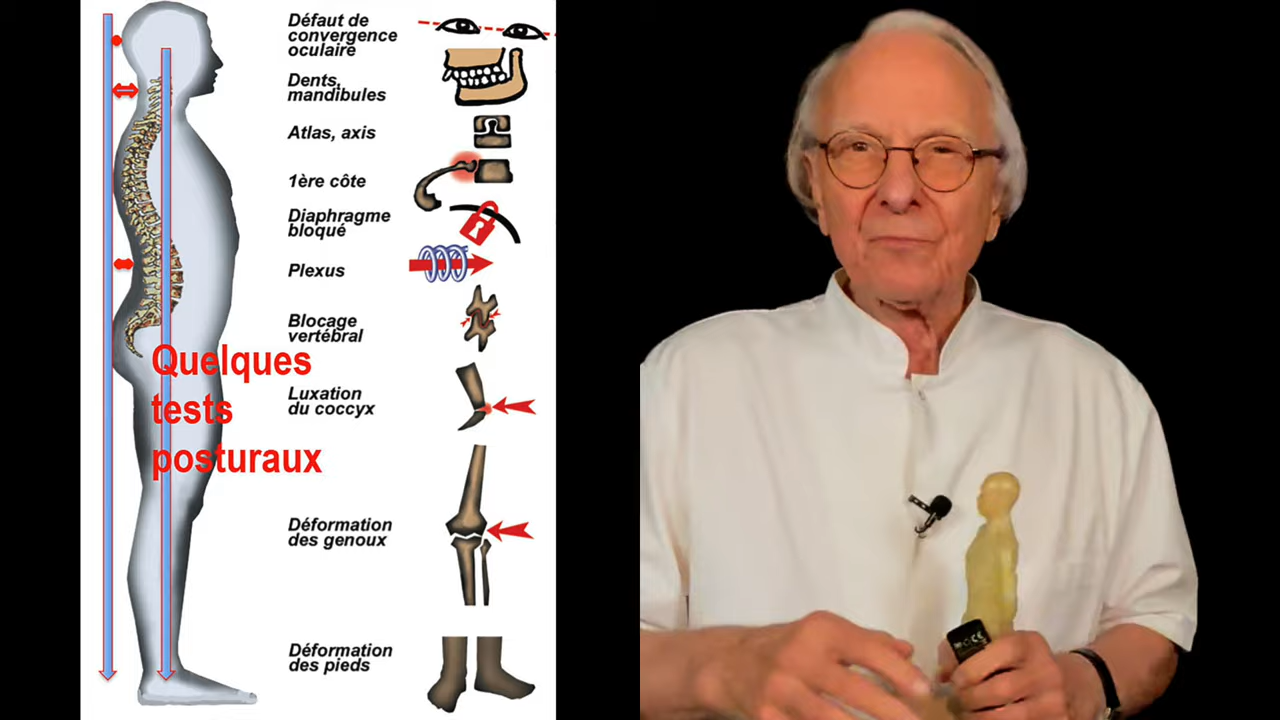 Défaut de
convergence
oculaire
Dents,
mandibules
Atlas, axis
1ère côte
Diaphragme
bloqué
Plexus
Blocage
vertébral
Quelques
tests
posturaux
Luxation
du coccyx
Déformation
des genoux
Déformation
des pieds